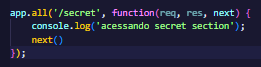 app.all('/secret', function(req, res, next) {
    console.log('acessando secret section');
    next()
});